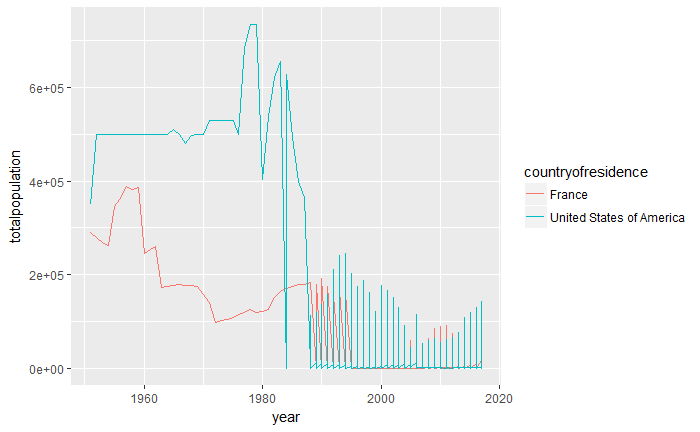 totalpopulation
6e+05
4e+05
2e+05
0e+00
1960
1980
2000
2020
year
countryofresidence
France
United States of America